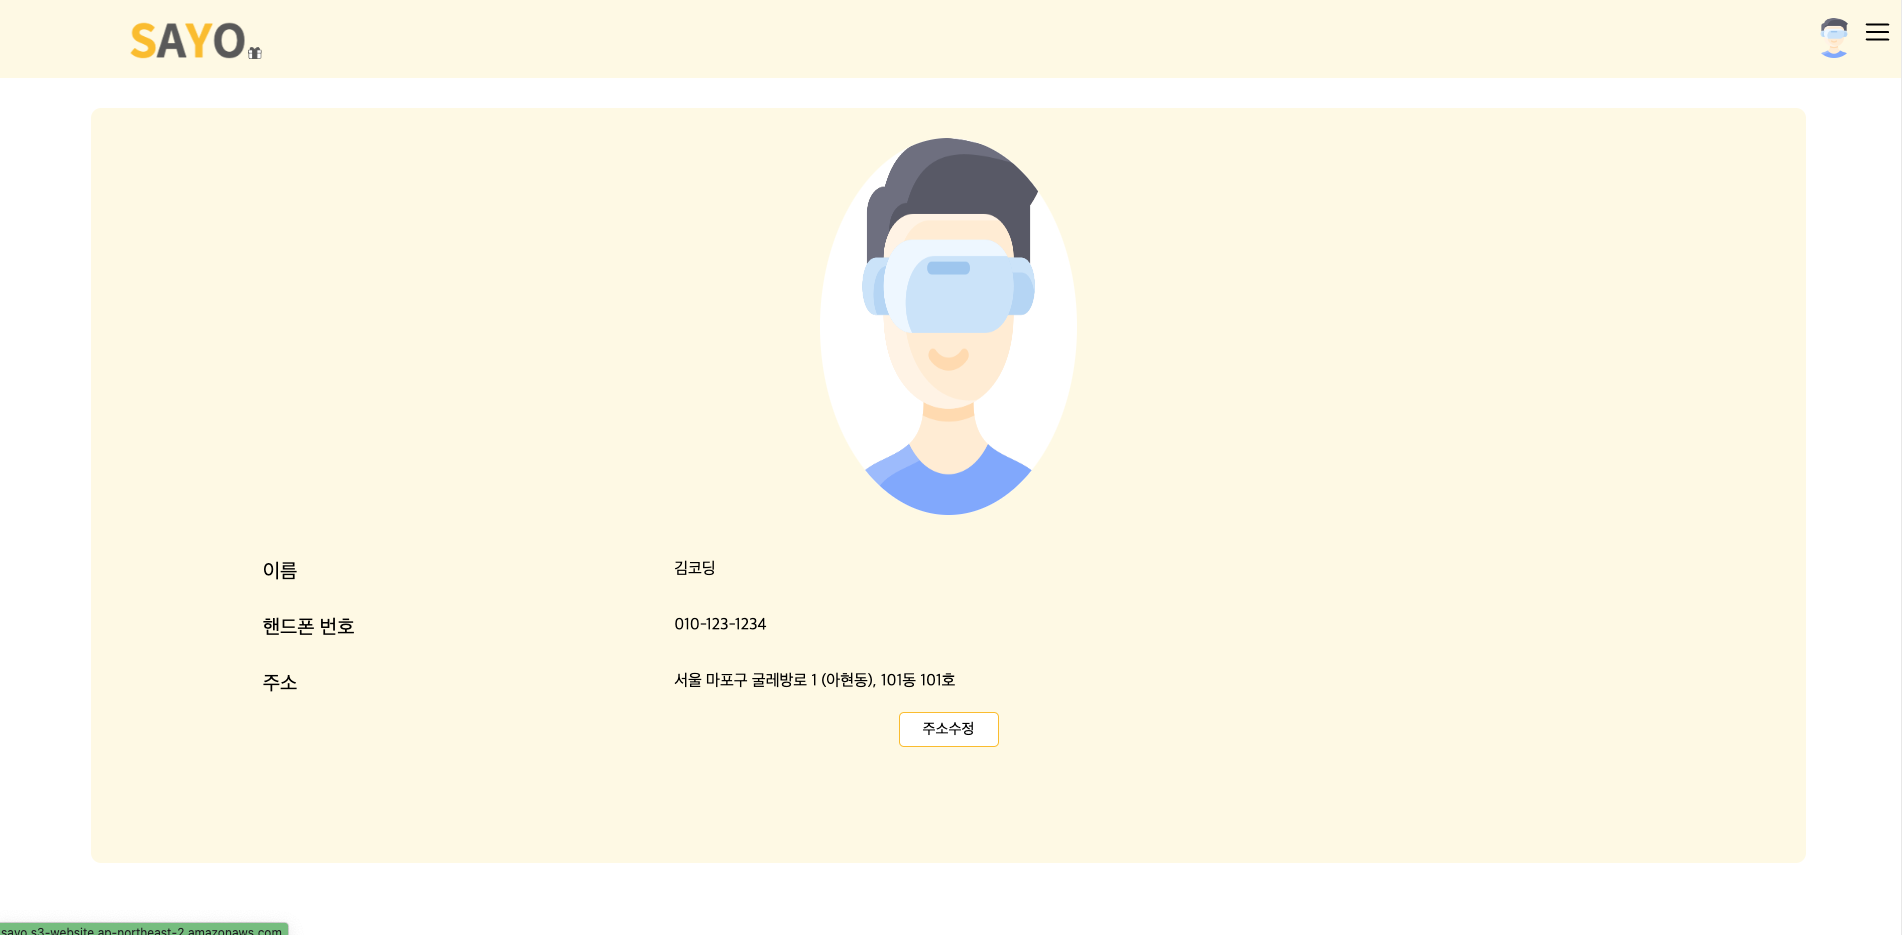 SAYO.
이름
김코딩
핸드폰 번호
010-123-1234
주소
서울 마포구 굴레방로 1 (아현동), 101동 101호
주소수정
sayo.s3-website.ap-northeast-2.amazonaws.com